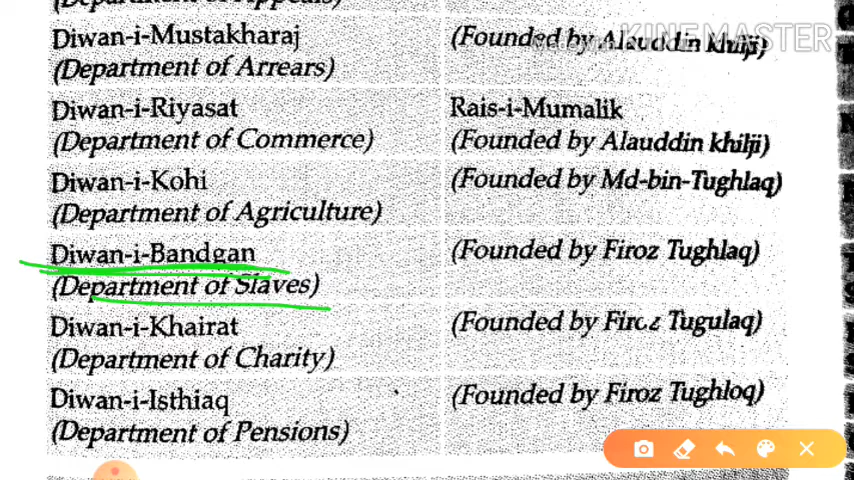 (Department of Appeals)
KINEMASTER
Diwan-i-Mustakharaj (Founded by Alauddin khilji)
(Department of Arrears)
Diwan-i-Riyasat Rais-i-Mumalik
(Department of Commerce) (Founded by Alauddin khilji)
Diwan-i-Kohi (Founded by Md-bin-Tughlaq)
(Department of Agriculture)
Diwan-i-Bandgan (Founded by Firoz Tughlaq)
(Department of Slaves)
Diwan-i-Khairat (Founded by Firoz Tugulaq)
(Department of Charity)
Diwan-i-Isthiaq (Founded by Firoz Tughloq)
(Department of Pensions)